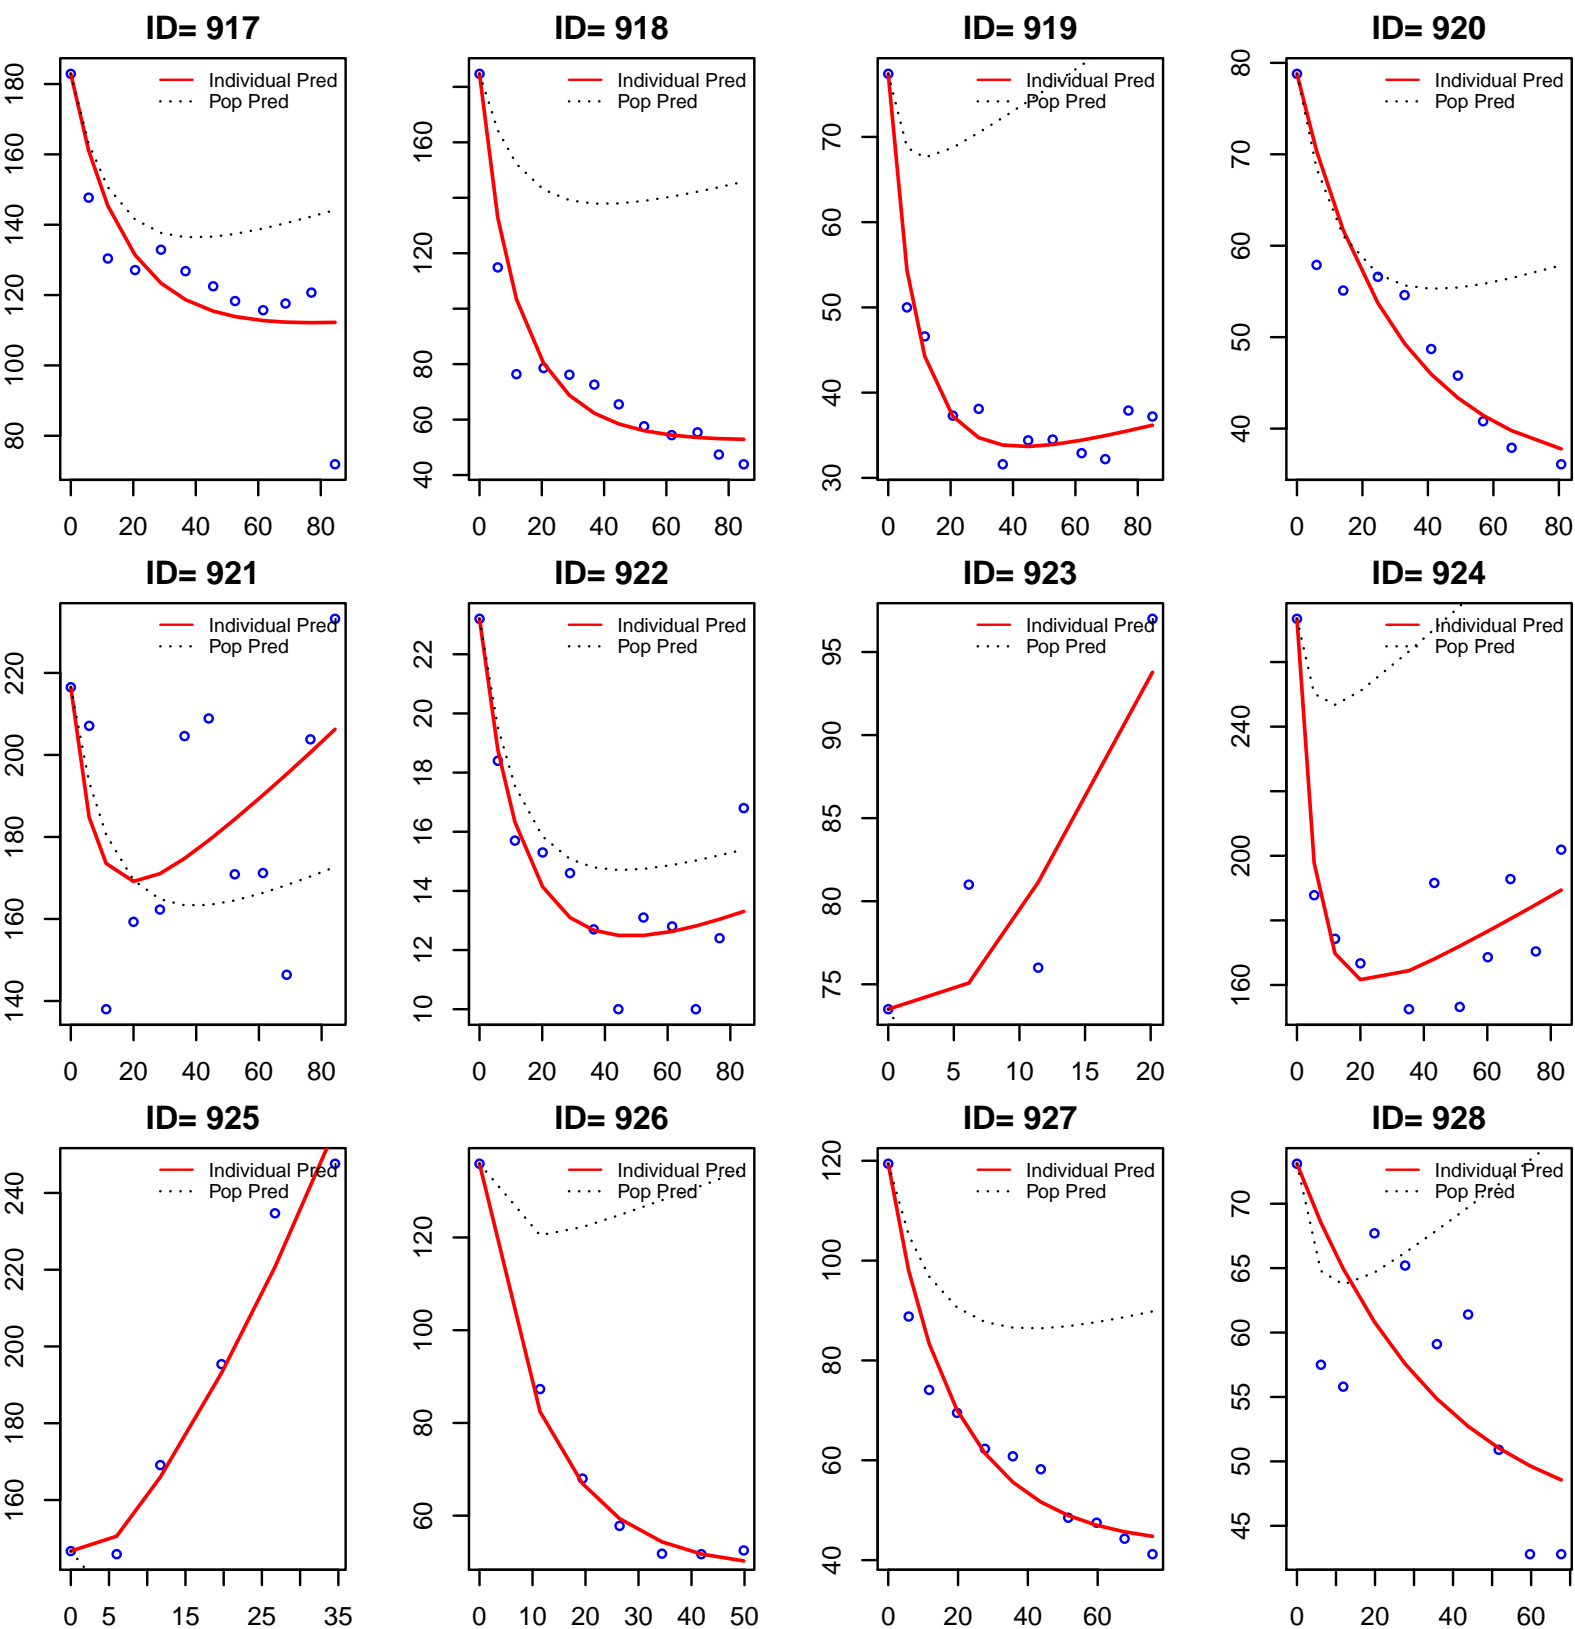 ID= 917
Individual Pred
Pop Pred
180
160
140
120
100
80
0 20 40 60 80
ID= 918
Individual Pred
Pop Pred
160
120
80
60
40
0 20 40 60 80
ID= 919
Individual Pred
Pop Pred
70
60
50
40
30
0 20 40 60 80
ID= 920
Individual Pred
Pop Pred
80
70
60
50
40
0 20 40 60 80
ID= 921
Individual Pred
Pop Pred
220
200
180
160
140
0 20 40 60 80
ID= 922
Individual Pred
Pop Pred
22
20
18
16
14
12
10
0 20 40 60 80
ID= 923
Individual Pred
Pop Pred
95
90
85
80
75
0 5 10 15 20
ID= 924
Individual Pred
Pop Pred
240
200
160
0 20 40 60 80
ID= 925
Individual Pred
Pop Pred
240
220
200
180
160
0 5 15 25 35
ID= 926
Individual Pred
Pop Pred
120
100
80
60
0 10 20 30 40 50
ID= 927
Individual Pred
Pop Pred
120
100
80
60
40
0 20 40 60
ID= 928
Individual Pred
Pop Pred
70
65
60
55
50
45
0 20 40 60